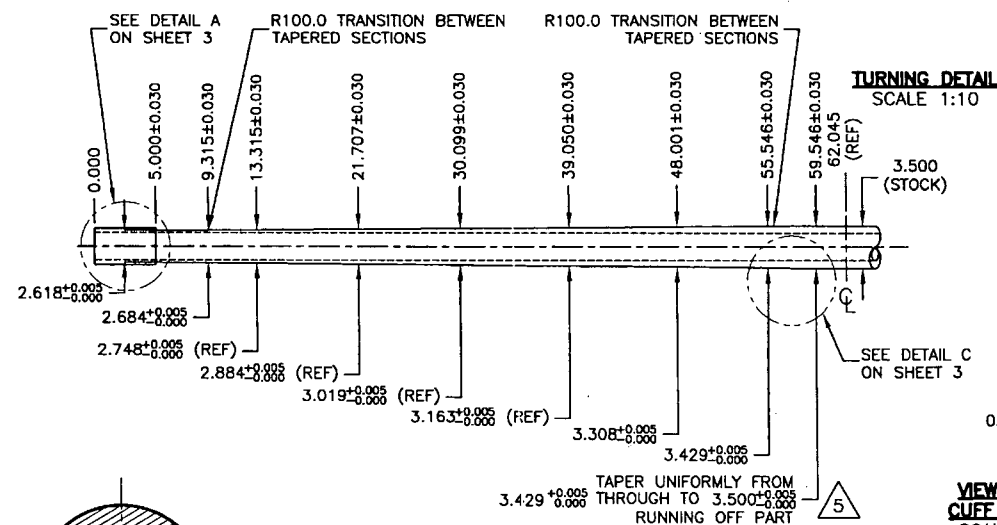 SEE DETAIL A
ON SHEET 3
R100.0 TRANSITION BETWEEN
TAPERED SECTIONS
R100.0 TRANSITION BETWEEN
TAPERED SECTIONS
TURNING DETAIL
SCALE 1:10
0.000
5.000±0.030
9.315±0.030
13.315±0.030
21.707±0.030
30.099±0.030
39.050±0.030
48.001±0.030
55.546±0.030
59.546±0.030
62.045
(REF)
3.500
(STOCK)
2.618+0.005
-0.000
2.684+0.005
-0.000
2.748+0.005
-0.000 (REF)
2.884+0.005
-0.000 (REF)
3.019+0.005
-0.000 (REF)
3.163+0.005
-0.000 (REF)
3.308+0.005
-0.000
3.429+0.005
-0.000
℄
SEE DETAIL C
ON SHEET 3
TAPER UNIFORMLY FROM
3.429 +0.005
-0.000 THROUGH TO 3.500+0.005
-0.000
RUNNING OFF PART
5
0.
VIEW
CUFF